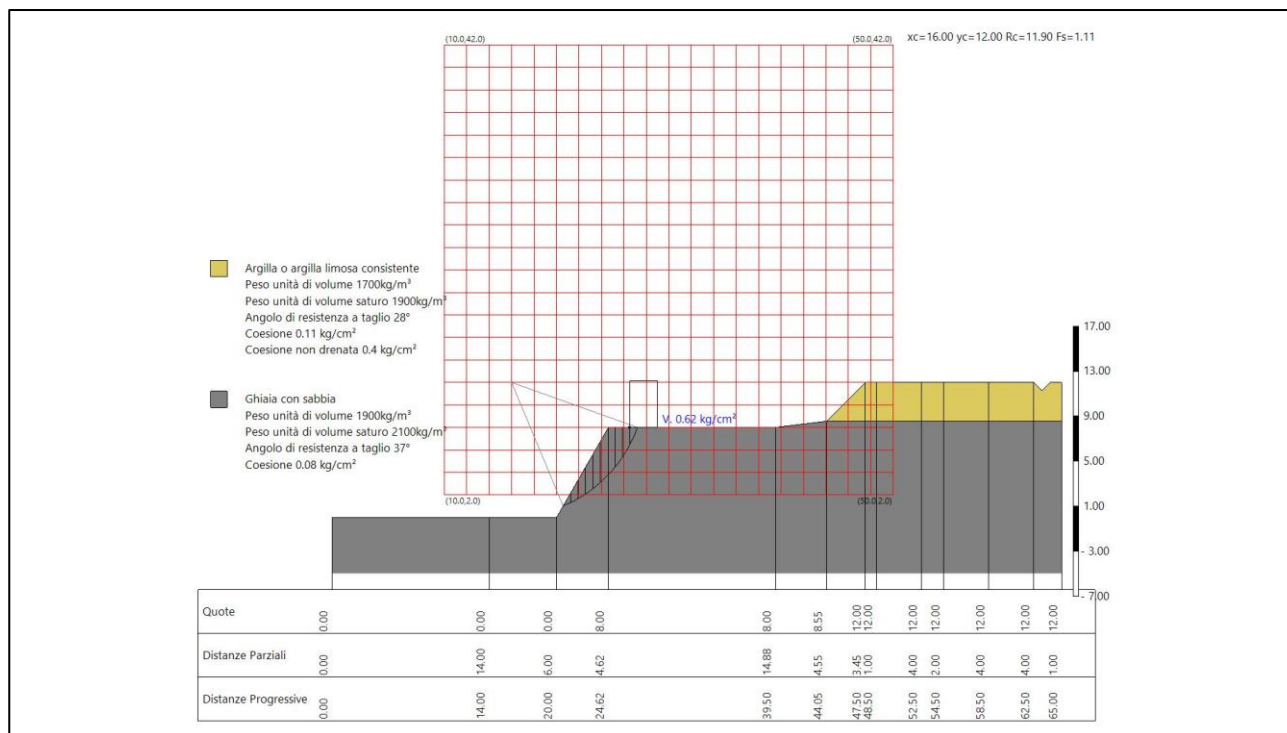 (10.0,42.0)
(50.0,42.0)
xc=16.00 yc=12.00 Rc=11.90 Fs=1.11
Argilla o argilla limosa consistente
Peso unità di volume 1700kg/m³
Peso unità di volume saturo 1900kg/m³
Angolo di resistenza a taglio 28°
Coesione 0.11 kg/cm²
Coesione non drenata 0.4 kg/cm²
Ghiaia con sabbia
Peso unità di volume 1900kg/m³
Peso unità di volume saturo 2100kg/m³
Angolo di resistenza a taglio 37°
Coesione 0.08 kg/cm²
V. 0.62 kg/cm²
(10.0,2.0)
(50.0,2.0)
17.00
13.00
9.00
5.00
1.00
- 3.00
- 7.00
Quote 0.00 0.00 0.00 8.00 8.00 8.55 12.00 12.00 12.00 12.00 12.00 12.00 12.00
Distanze Parziali 0.00 14.00 6.00 4.62 14.88 4.55 3.45 1.00 4.00 2.00 4.00 4.00 1.00
Distanze Progressive 0.00 14.00 20.00 24.62 39.50 44.05 47.50 48.50 52.50 54.50 58.50 62.50 65.00